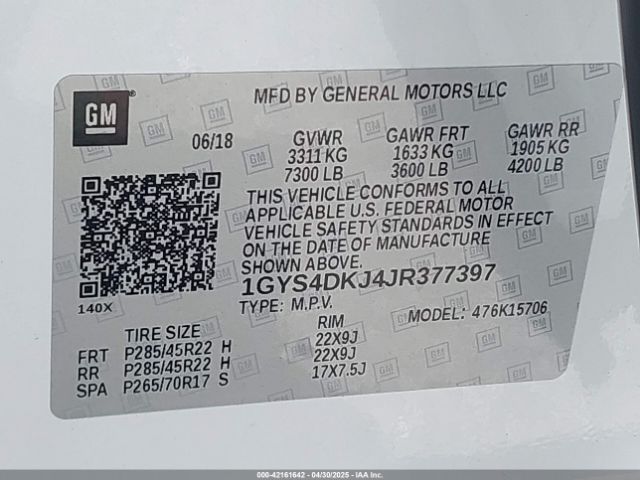 GM
MFD BY GENERAL MOTORS LLC
06/18
GVWR GAWR FRT GAWR RR
3311 KG 1633 KG 1905 KG
7300 LB 3600 LB 4200 LB
THIS VEHICLE CONFORMS TO ALL
APPLICABLE U.S. FEDERAL MOTOR
VEHICLE SAFETY STANDARDS IN EFFECT
ON THE DATE OF MANUFACTURE
SHOWN ABOVE.
1GYS4DKJ4JR377397
140X
TYPE: M.P.V. MODEL: 476K15706
TIRE SIZE RIM
FRT P285/45R22 H 22X9J
RR P285/45R22 H 22X9J
SPA P265/70R17 S 17X7.5J
000-42161642 - 04/30/2025 - IAA Inc.